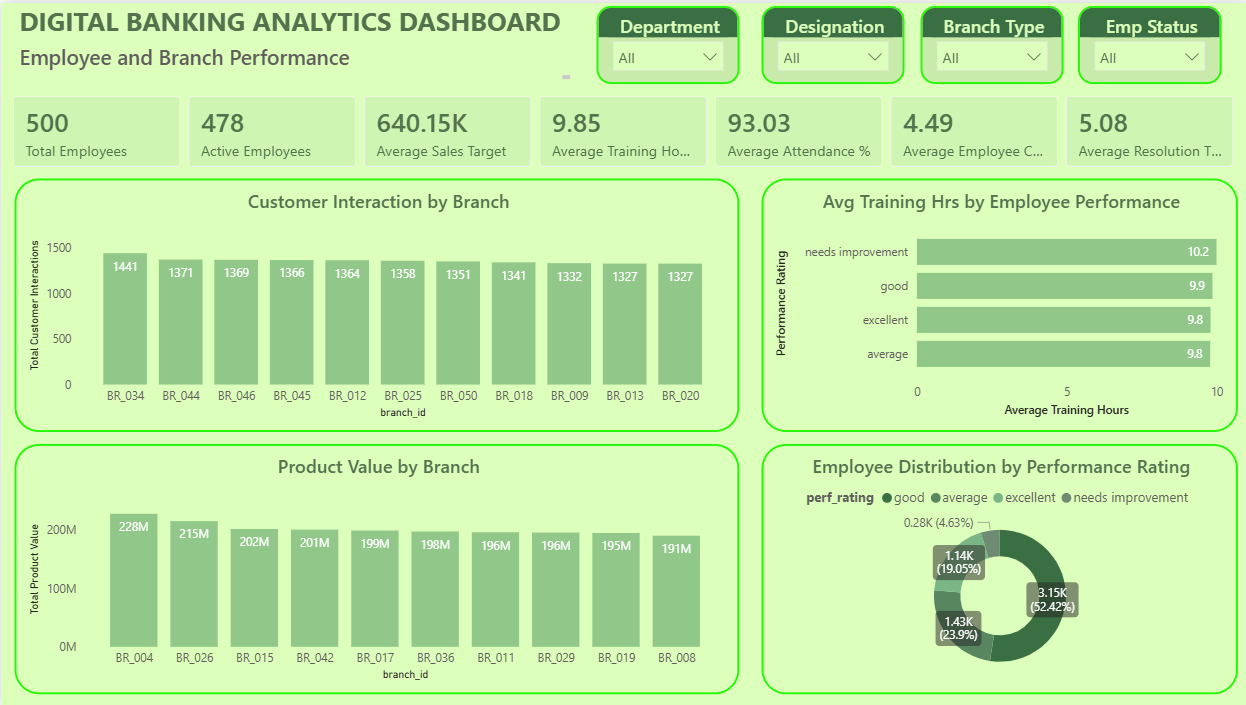 DIGITAL BANKING ANALYTICS DASHBOARD
Employee and Branch Performance
Department
All
Designation
All
Branch Type
All
Emp Status
All
500
Total Employees
478
Active Employees
640.15K
Average Sales Target
9.85
Average Training Ho...
93.03
Average Attendance %
4.49
Average Employee C...
5.08
Average Resolution T...
Customer Interaction by Branch
Total Customer Interactions
1500
1000
500
0
1441 1371 1369 1366 1364 1358 1351 1341 1332 1327 1327
BR_034 BR_044 BR_046 BR_045 BR_012 BR_025 BR_050 BR_018 BR_009 BR_013 BR_020
branch_id
Avg Training Hrs by Employee Performance
Performance Rating
needs improvement 10.2
good 9.9
excellent 9.8
average 9.8
0 5 10
Average Training Hours
Product Value by Branch
Total Product Value
200M
100M
0M
228M 215M 202M 201M 199M 198M 196M 196M 195M 191M
BR_004 BR_026 BR_015 BR_042 BR_017 BR_036 BR_011 BR_029 BR_019 BR_008
branch_id
Employee Distribution by Performance Rating
perf_rating good average excellent needs improvement
0.28K (4.63%)
1.14K
(19.05%)
3.15K
(52.42%)
1.43K
(23.9%)